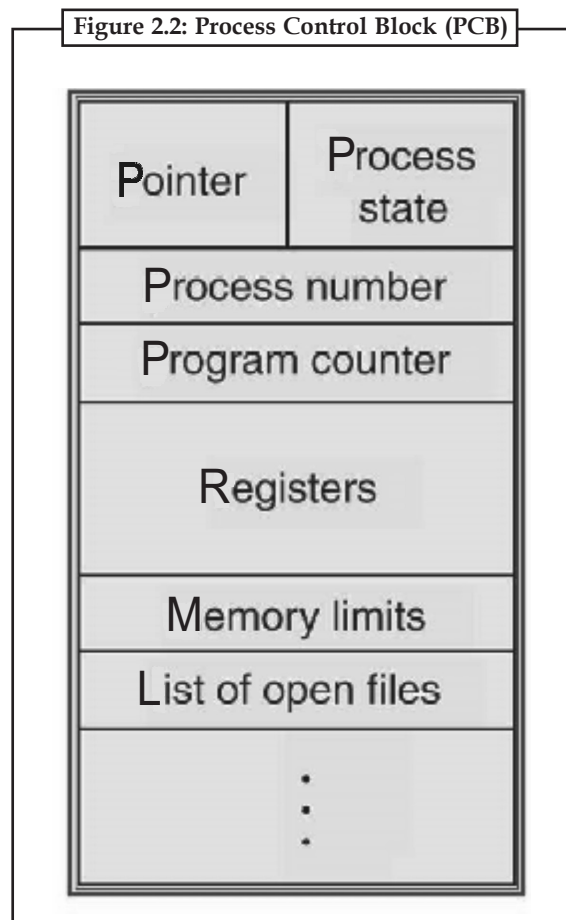 Figure 2.2: Process Control Block (PCB)
Pointer
Process
state
Process number
Program counter
Registers
Memory limits
List of open files